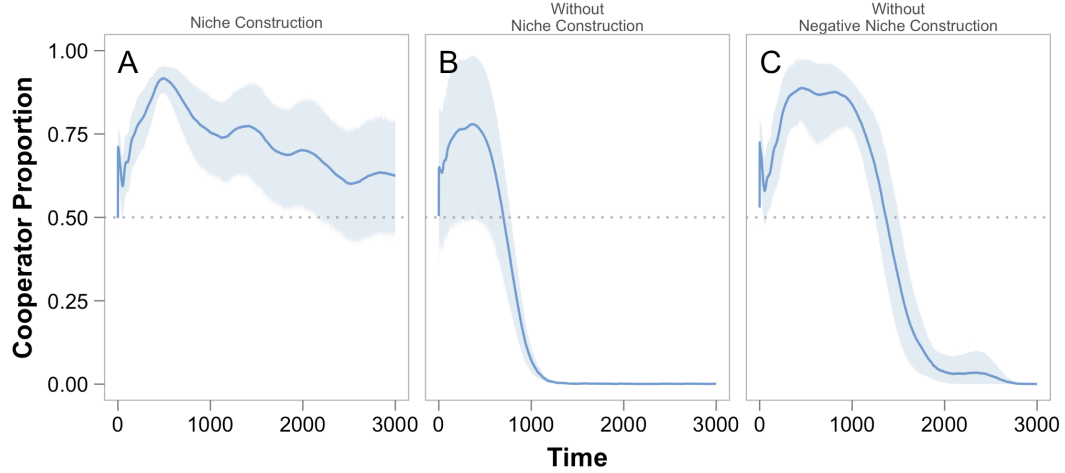 Niche Construction
Without
Niche Construction
Without
Negative Niche Construction
A
B
C
Cooperator Proportion
1.00
0.75
0.50
0.25
0.00
0 1000 2000 3000
0 1000 2000 3000
0 1000 2000 3000
Time